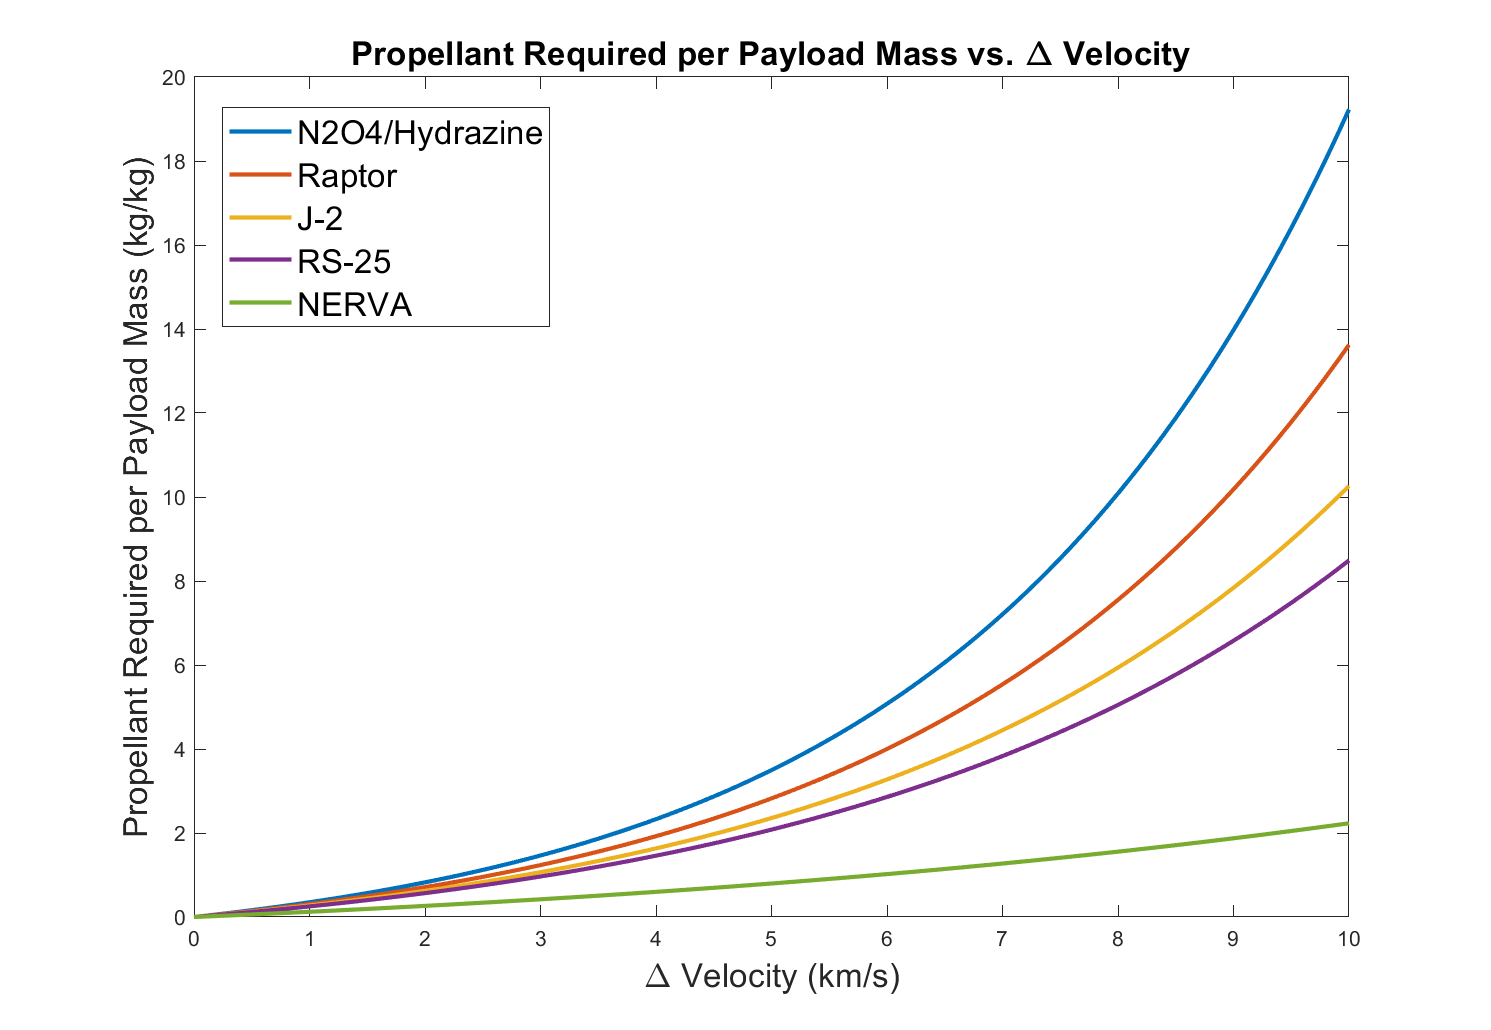 Propellant Required per Payload Mass vs. Δ Velocity
Propellant Required per Payload Mass (kg/kg)
20
18
16
14
12
10
8
6
4
2
0
N2O4/Hydrazine
Raptor
J-2
RS-25
NERVA
0 1 2 3 4 5 6 7 8 9 10
Δ Velocity (km/s)